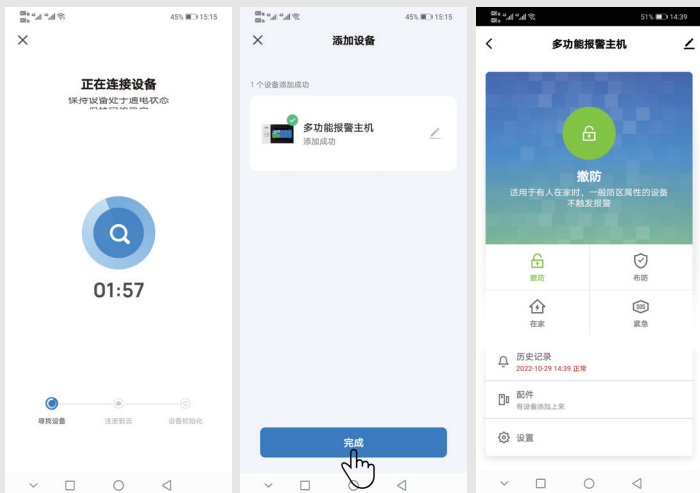 45% 15:15
正在连接设备
保持设备处于通电状态
01:57
寻找设备
注册到云
设备初始化
45% 15:15
添加设备
1 个设备添加成功
多功能报警主机
添加成功
完成
51% 14:39
多功能报警主机
撤防
适用于有人在家时，一般防区属性的设备
不触发报警
撤防
布防
在家
SOS
紧急
历史记录
2022-10-29 14:39 正常
配件
有设备添加上来
设置